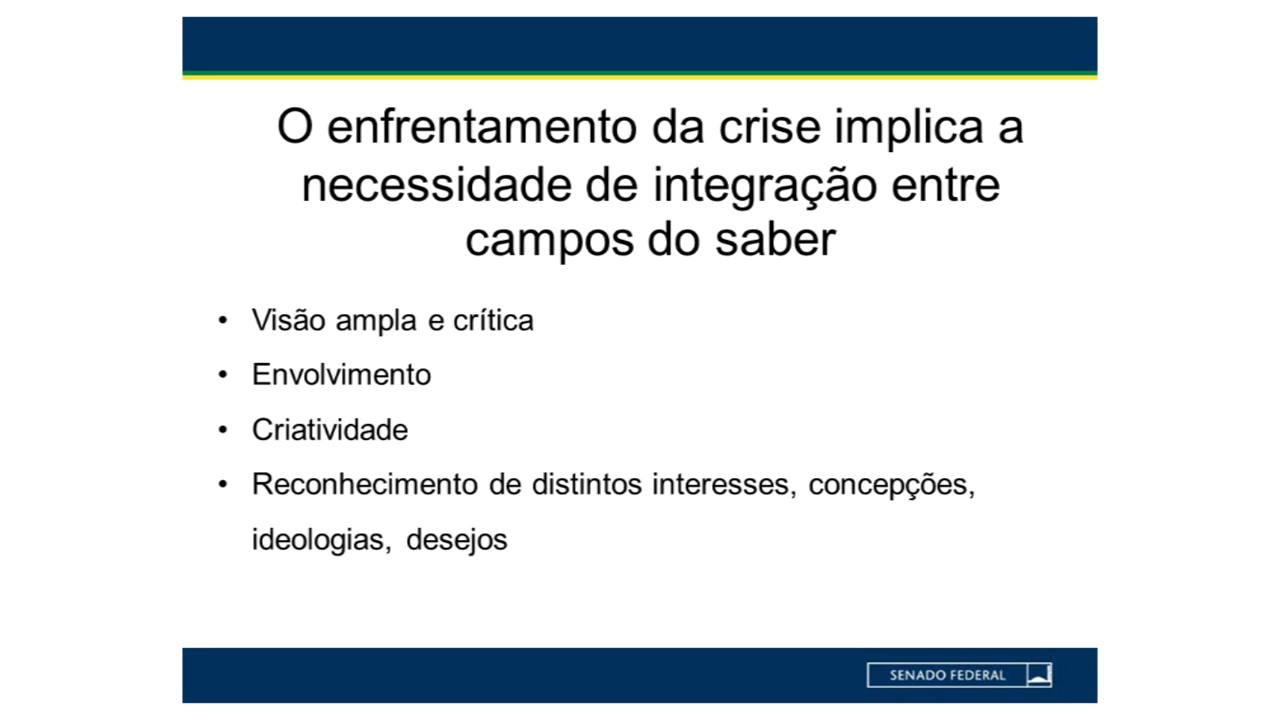 O enfrentamento da crise implica a
necessidade de integração entre
campos do saber
• Visão ampla e crítica
• Envolvimento
• Criatividade
• Reconhecimento de distintos interesses, concepções,
ideologias, desejos
SENADO FEDERAL